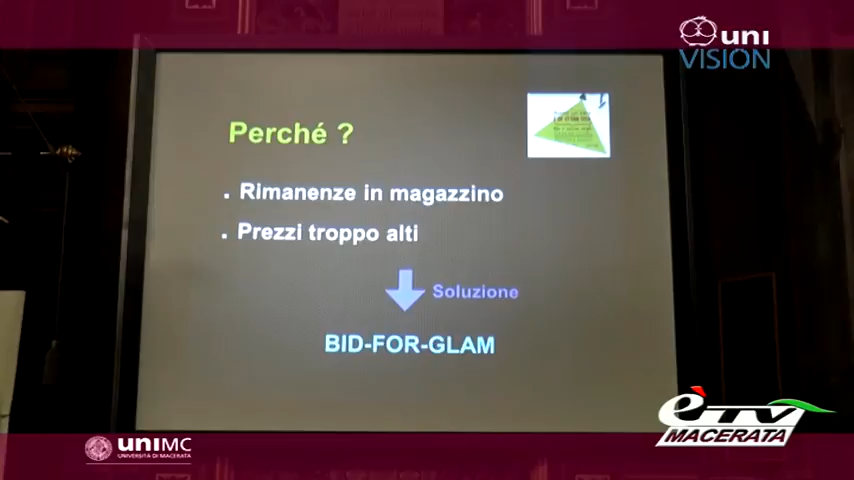 uni
VISION
Perché ?
. Rimanenze in magazzino
. Prezzi troppo alti
Soluzione
BID-FOR-GLAM
èTV
MACERATA
uniMC
UNIVERSITÀ DI MACERATA